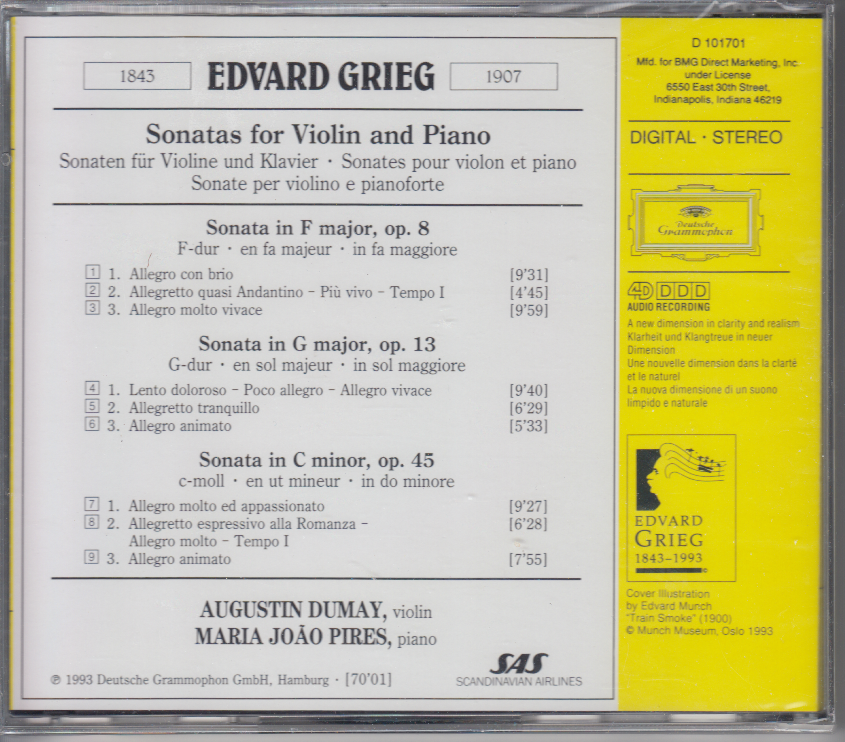 1843
EDVARD GRIEG
1907
Sonatas for Violin and Piano
Sonaten für Violine und Klavier · Sonates pour violon et piano
Sonate per violino e pianoforte
Sonata in F major, op. 8
F-dur · en fa majeur · in fa maggiore
1 1. Allegro con brio [9'31]
2 2. Allegretto quasi Andantino – Più vivo – Tempo I [4'45]
3 3. Allegro molto vivace [9'59]
Sonata in G major, op. 13
G-dur · en sol majeur · in sol maggiore
4 1. Lento doloroso – Poco allegro – Allegro vivace [9'40]
5 2. Allegretto tranquillo [6'29]
6 3. Allegro animato [5'33]
Sonata in C minor, op. 45
c-moll · en ut mineur · in do minore
7 1. Allegro molto ed appassionato [9'27]
8 2. Allegretto espressivo alla Romanza – [6'28]
Allegro molto – Tempo I
9 3. Allegro animato [7'55]
AUGUSTIN DUMAY, violin
MARIA JOÃO PIRES, piano
℗ 1993 Deutsche Grammophon GmbH, Hamburg · [70'01]
SAS
SCANDINAVIAN AIRLINES
D 101701
Mfd. for BMG Direct Marketing, Inc.
under License
6550 East 30th Street,
Indianapolis, Indiana 46219
DIGITAL · STEREO
Deutsche
Grammophon
4D DDD
AUDIO RECORDING
A new dimension in clarity and realism
Klarheit und Klangtreue in neuer
Dimension
Une nouvelle dimension dans la clarté
et le naturel
La nuova dimensione di un suono
limpido e naturale
EDVARD
GRIEG
1843–1993
Cover Illustration
by Edvard Munch
"Train Smoke" (1900)
© Munch Museum, Oslo 1993